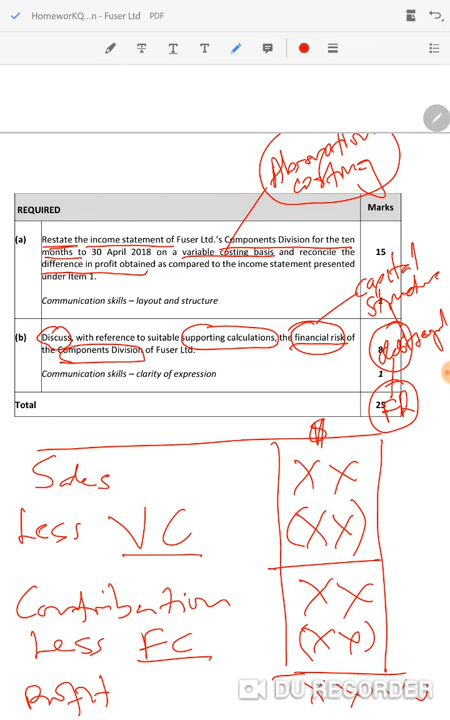 HomeworkKQ...n - Fuser Ltd PDF
Absorption
costing
REQUIRED Marks
(a) Restate the income statement of Fuser Ltd.'s Components Division for the ten
months to 30 April 2018 on a variable costing basis and reconcile the 15
difference in profit obtained as compared to the income statement presented
under Item 1.
Capital
structure
Communication skills – layout and structure
(b) Discuss, with reference to suitable supporting calculations, the financial risk of 8
the Components Division of Fuser Ltd.
Communication skills – clarity of expression 1
Total 25
FR
$
Sales X X
Less VC (XX)
Contribution X X
Less FC (XX)
Profit
DU RECORDER